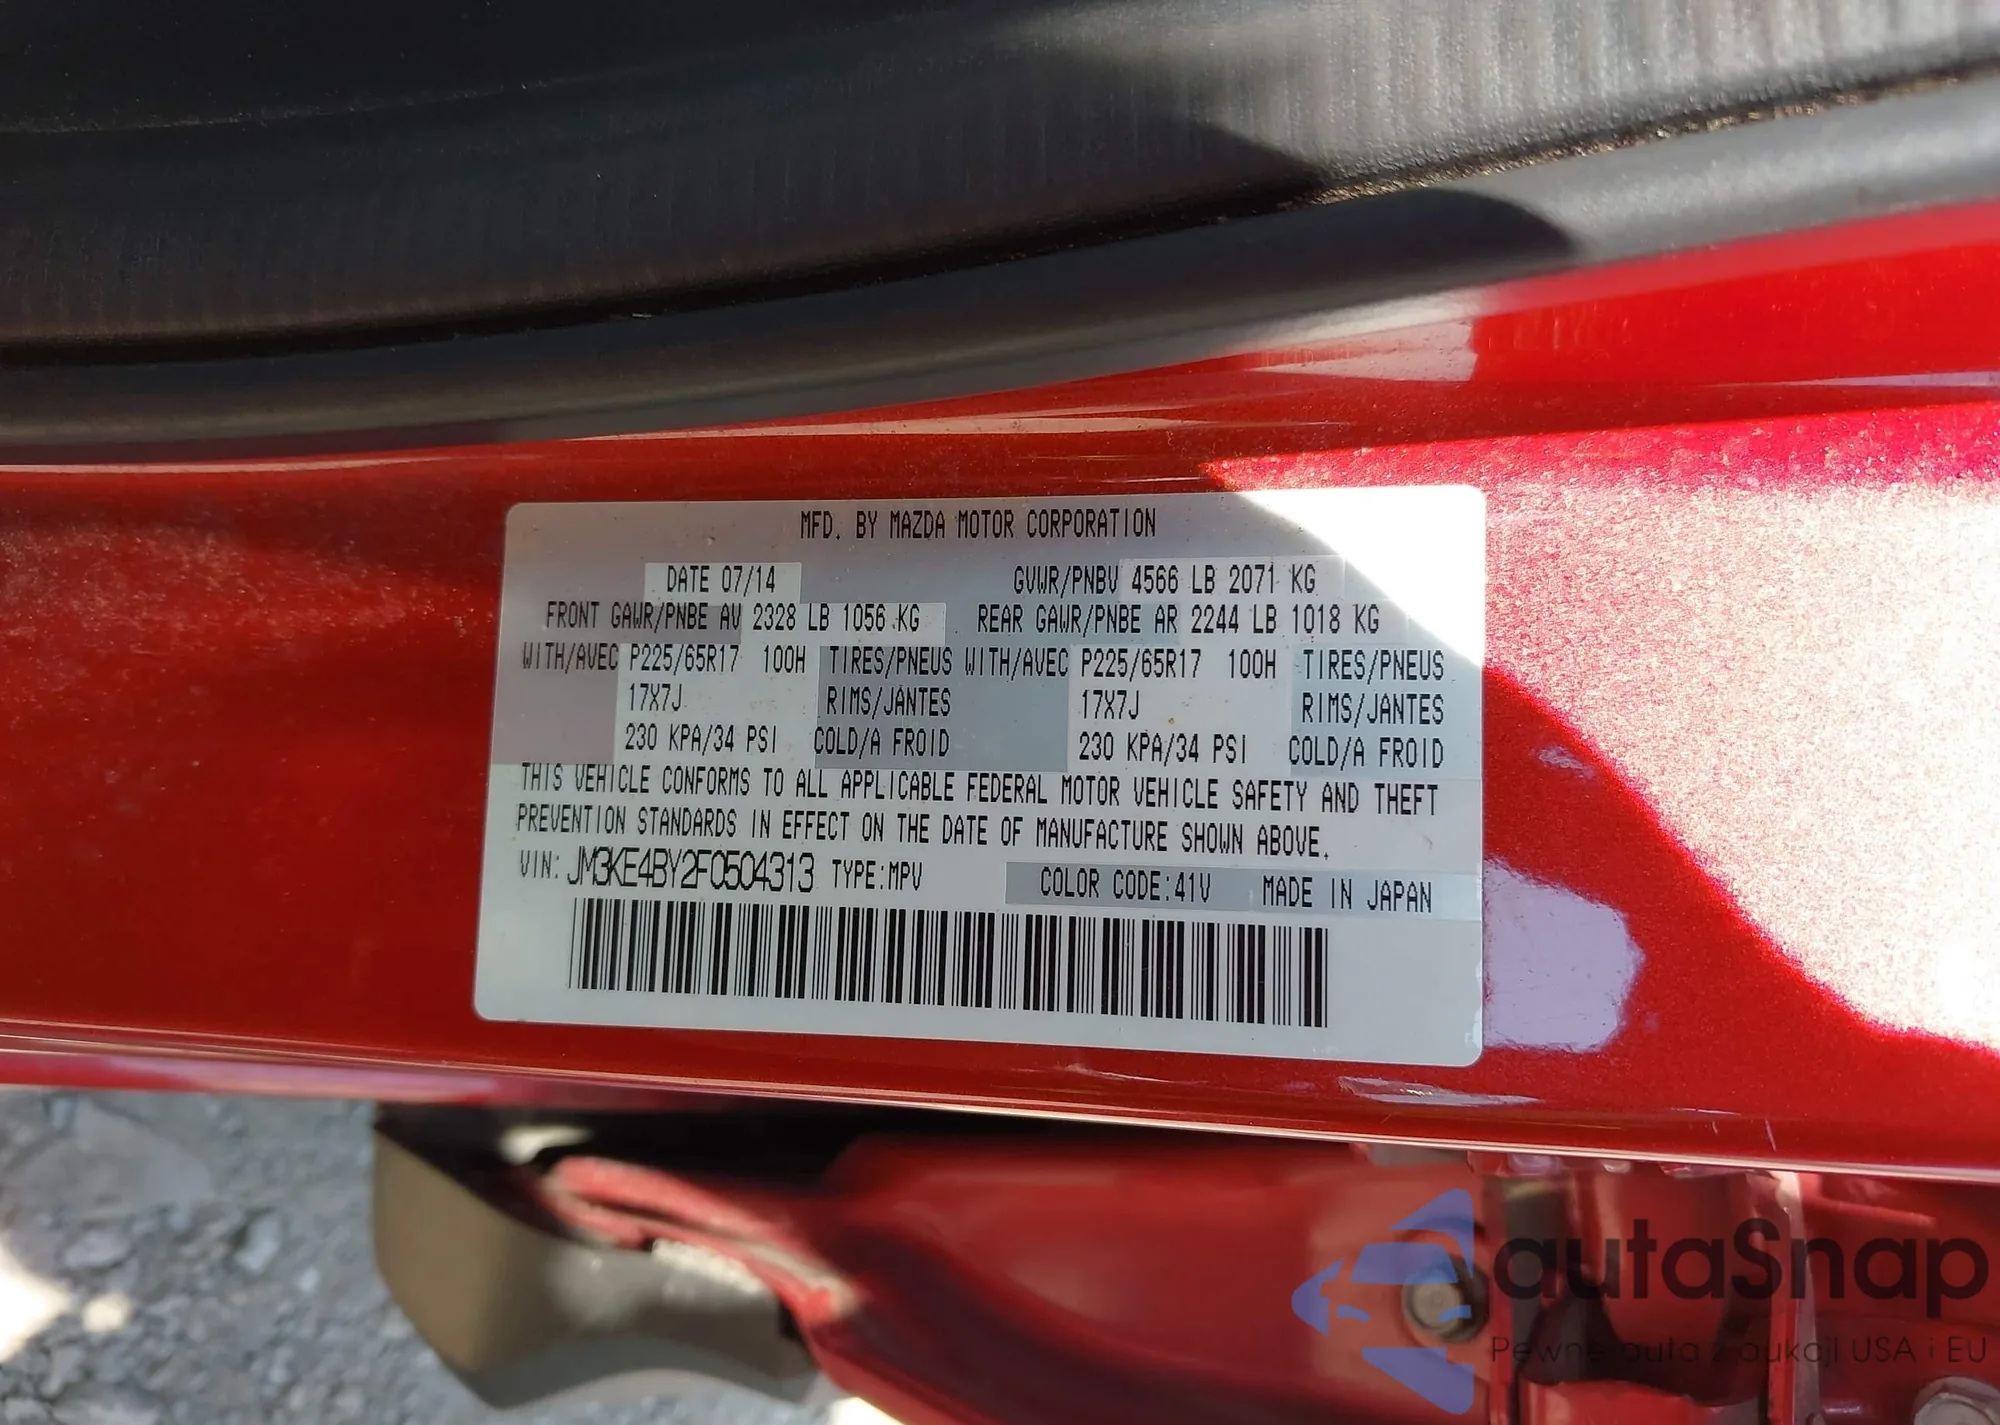 MFD. BY MAZDA MOTOR CORPORATION
DATE 07/14 GVWR/PNBV 4566 LB 2071 KG
FRONT GAWR/PNBE AV 2328 LB 1056 KG REAR GAWR/PNBE AR 2244 LB 1018 KG
WITH/AVEC P225/65R17 100H TIRES/PNEUS WITH/AVEC P225/65R17 100H TIRES/PNEUS
17X7J RIMS/JANTES 17X7J RIMS/JANTES
230 KPA/34 PSI COLD/A FROID 230 KPA/34 PSI COLD/A FROID
THIS VEHICLE CONFORMS TO ALL APPLICABLE FEDERAL MOTOR VEHICLE SAFETY AND THEFT
PREVENTION STANDARDS IN EFFECT ON THE DATE OF MANUFACTURE SHOWN ABOVE.
VIN: JM3KE4BY2F0504313 TYPE:MPV COLOR CODE:41V MADE IN JAPAN
autaSnap
Pewne auta z aukcji USA i EU